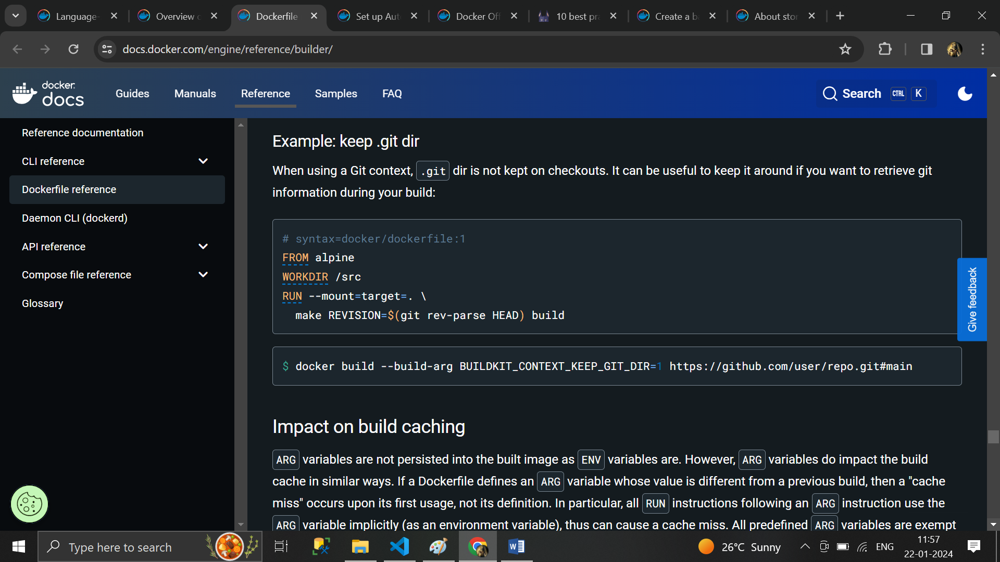 Language-
Overview c
Dockerfile
Set up Aut
Docker Off
10 best pra
Create a ba
About stor
docs.docker.com/engine/reference/builder/
docker docs
Guides
Manuals
Reference
Samples
FAQ
Search CTRL K
Reference documentation
CLI reference
Dockerfile reference
Daemon CLI (dockerd)
API reference
Compose file reference
Glossary
Example: keep .git dir
When using a Git context, .git dir is not kept on checkouts. It can be useful to keep it around if you want to retrieve git
information during your build:
# syntax=docker/dockerfile:1
FROM alpine
WORKDIR /src
RUN --mount=target=. \
make REVISION=$(git rev-parse HEAD) build
$ docker build --build-arg BUILDKIT_CONTEXT_KEEP_GIT_DIR=1 https://github.com/user/repo.git#main
Impact on build caching
ARG variables are not persisted into the built image as ENV variables are. However, ARG variables do impact the build
cache in similar ways. If a Dockerfile defines an ARG variable whose value is different from a previous build, then a "cache
miss" occurs upon its first usage, not its definition. In particular, all RUN instructions following an ARG instruction use the
ARG variable implicitly (as an environment variable), thus can cause a cache miss. All predefined ARG variables are exempt
Give feedback
Type here to search
26°C Sunny
ENG
11:57
22-01-2024